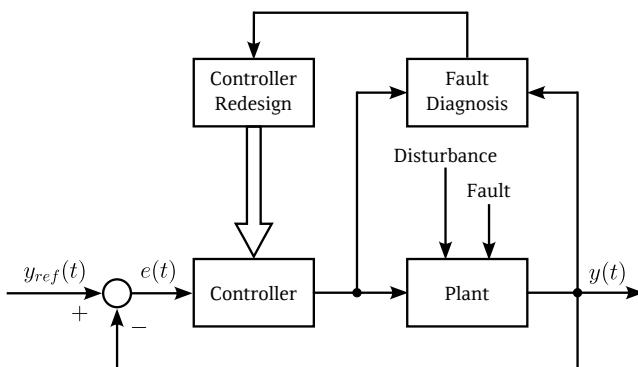 Controller
Redesign
Fault
Diagnosis
Disturbance
Fault
y_{ref}(t)
e(t)
y(t)
Controller
Plant
+
−